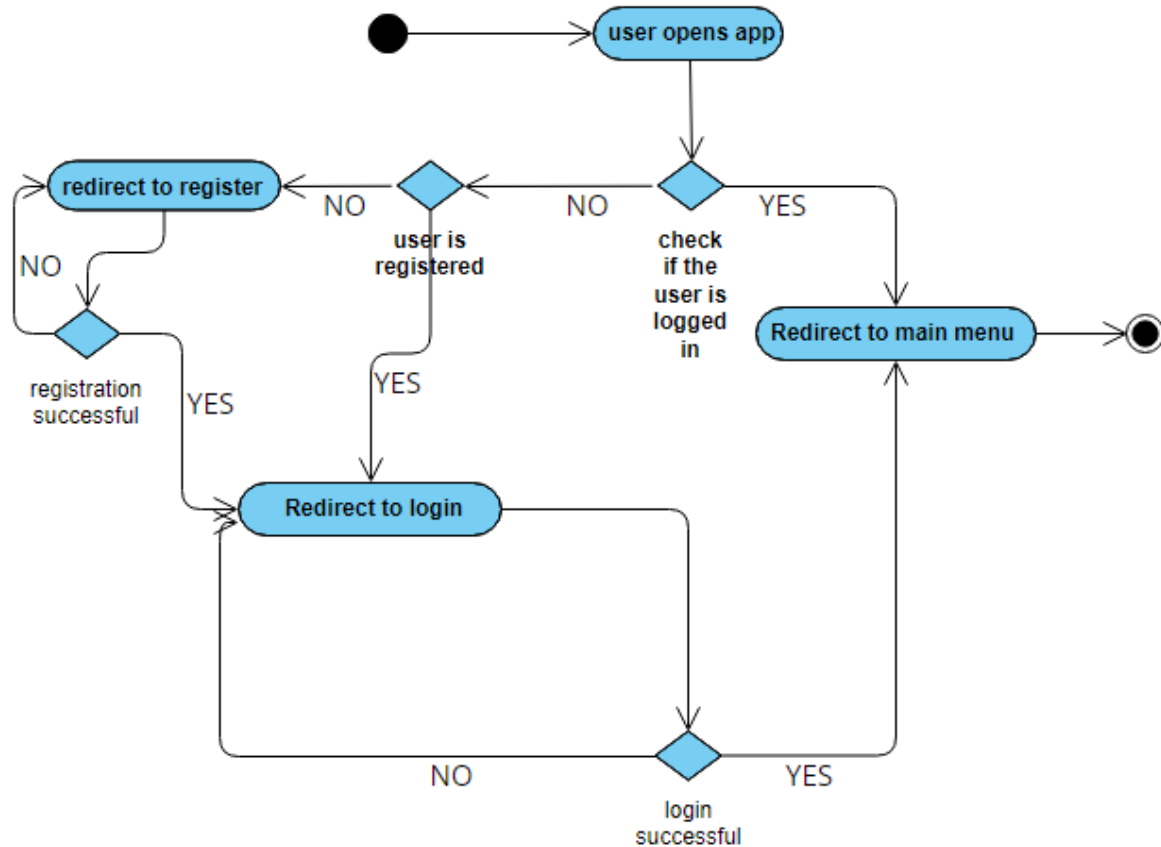 user opens app
redirect to register
NO
NO
YES
user is
registered
check
if the
user is
logged
in
NO
Redirect to main menu
registration
successful
YES
YES
Redirect to login
NO
YES
login
successful